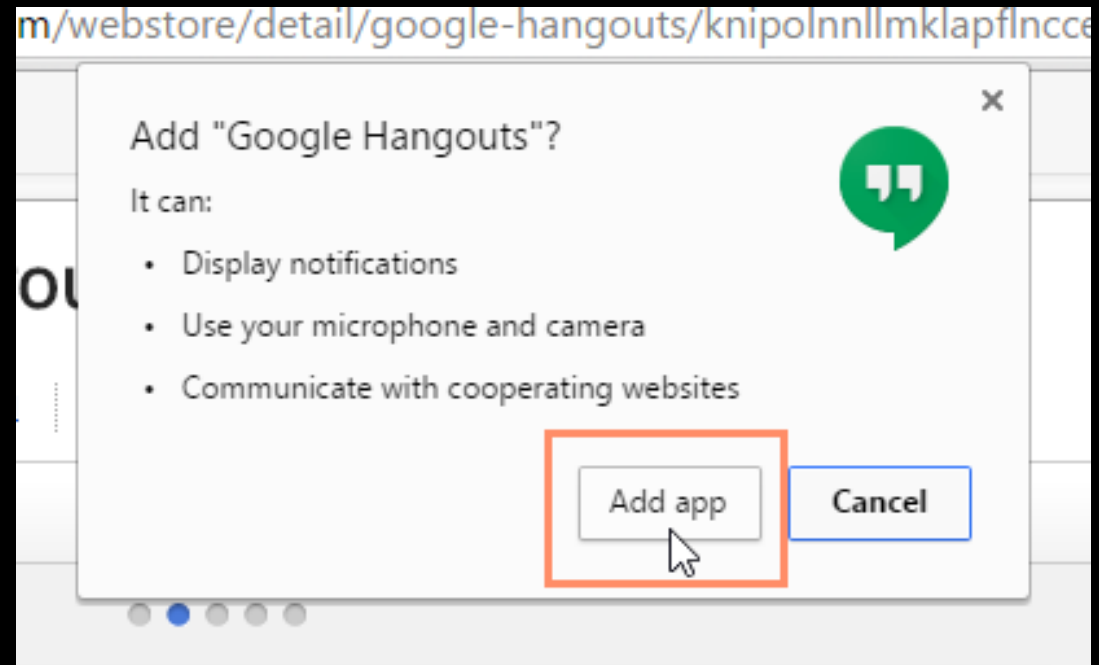 m/webstore/detail/google-hangouts/knipolnnllmklapflncce
Add "Google Hangouts"?
It can:
• Display notifications
• Use your microphone and camera
• Communicate with cooperating websites
Add app Cancel